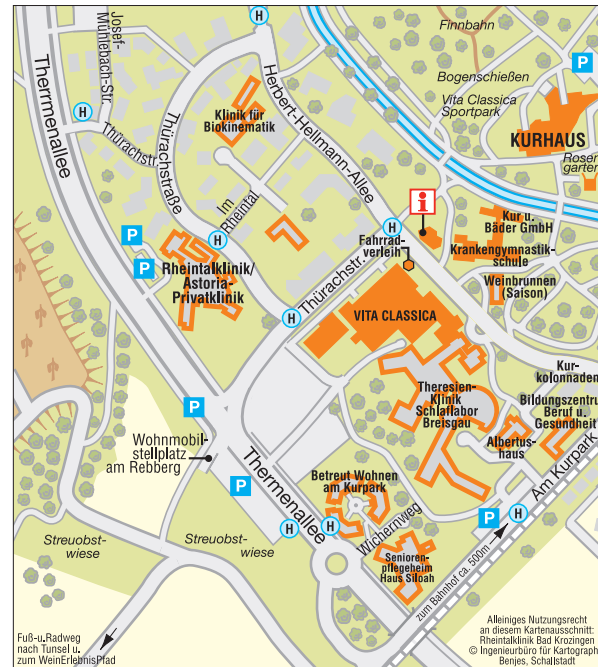 Josef-
Mühlebach-Str.
H
H
Finnbahn
P
Bogenschießen
Vita Classica
Sportpark
KURHAUS
Rosen
garten
Thermenallee
H
Thürachstr.
Thürachstraße
Klinik für
Biokinematik
Herbert-Hellmann-Allee
Im
Rheintal
i
Kur u.
Bäder GmbH
Krankengymnastik-
schule
Weinbrunnen
(Saison)
P
P
H
Rheintalklinik/
Astoria-
Privatklinik
H
Fahrrad-
verleih
Thürachstr.
H
VITA CLASSICA
Kur-
kolonnaden
Theresien-
Klinik
Schlaflabor
Breisgau
Bildungszentru
Beruf u.
Gesundheit
Albertus-
haus
P
Wohnmobil-
stellplatz
am Rebberg
P
Thermenallee
Betreut Wohnen
am Kurpark
Am Kurpark
P
H
H
H
Wichernweg
Streuobst-
wiese
Streuobst-
wiese
Senioren-
pflegeheim
Haus Siloah
zum Bahnhof ca. 500m
Fuß-u.Radweg
nach Tunsel u.
zum WeinErlebnisPfad
Alleiniges Nutzungsrecht
an diesem Kartenausschnitt:
Rheintalklinik Bad Krozingen
© Ingenieurbüro für Kartograph
Benjes, Schallstadt